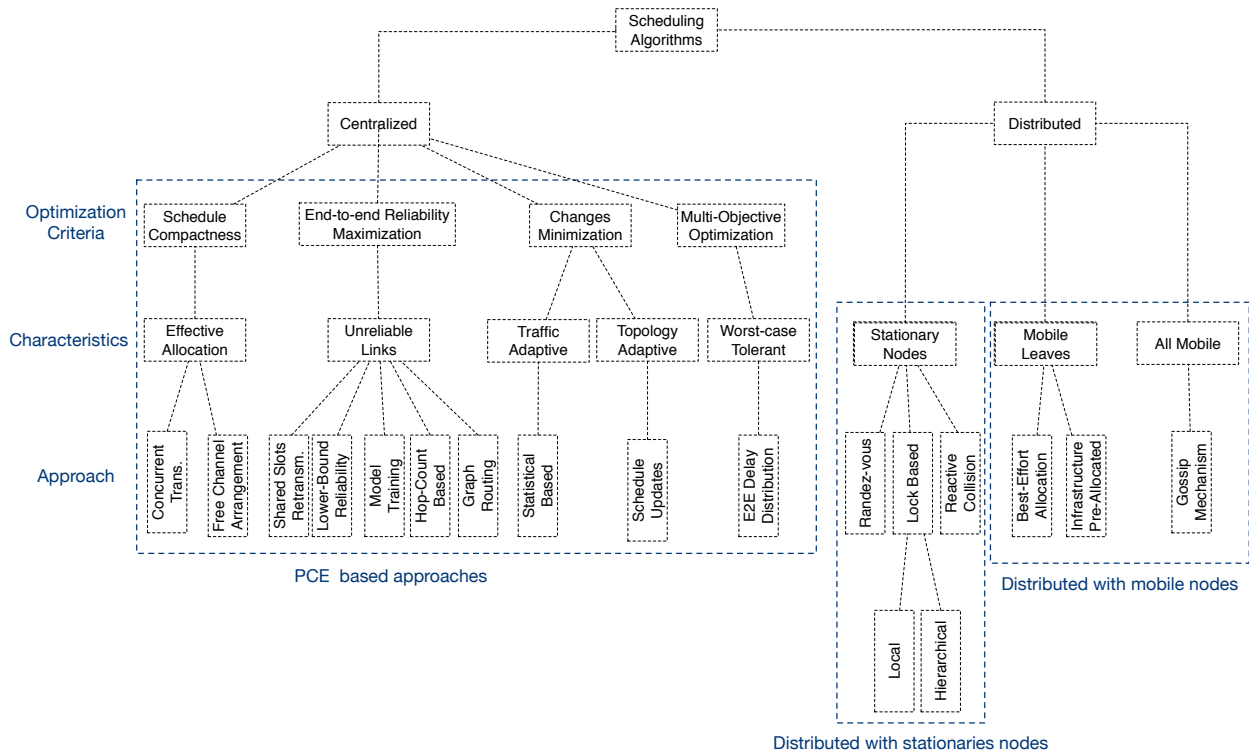 Scheduling
Algorithms
Centralized
Distributed
Optimization
Criteria
Schedule
Compactness
End-to-end Reliability
Maximization
Changes
Minimization
Multi-Objective
Optimization
Characteristics
Effective
Allocation
Unreliable
Links
Traffic
Adaptive
Topology
Adaptive
Worst-case
Tolerant
Stationary
Nodes
Mobile
Leaves
All Mobile
Approach
Concurrent
Trans.
Free Channel
Arrangement
Shared Slots
Retransm.
Lower-Bound
Reliability
Model
Training
Hop-Count
Based
Graph
Routing
Statistical
Based
Schedule
Updates
E2E Delay
Distribution
Randez-vous
Lock Based
Reactive
Collision
Best-Effort
Allocation
Infrastructure
Pre-Allocated
Gossip
Mechanism
PCE based approaches
Distributed with mobile nodes
Local
Hierarchical
Distributed with stationaries nodes